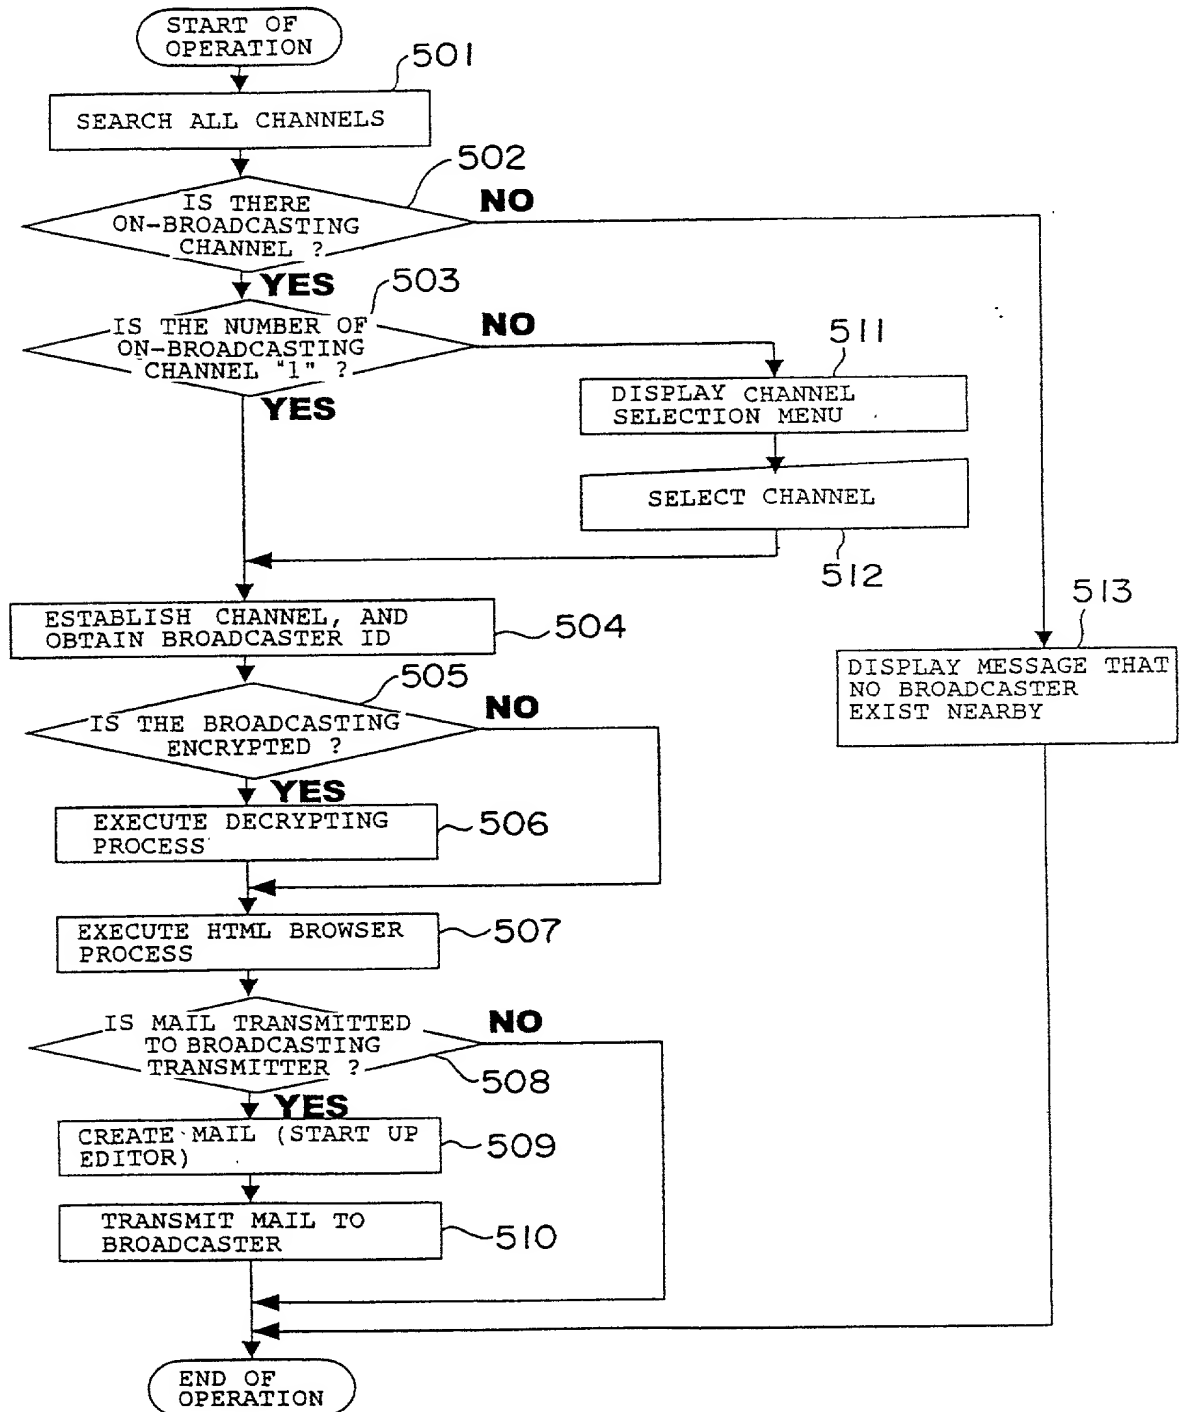 START OF
OPERATION
501
SEARCH ALL CHANNELS
502
IS THERE
ON-BROADCASTING
CHANNEL ?
NO
YES
503
IS THE NUMBER OF
ON-BROADCASTING
CHANNEL "1" ?
NO
YES
511
DISPLAY CHANNEL
SELECTION MENU
SELECT CHANNEL
512
ESTABLISH CHANNEL, AND
OBTAIN BROADCASTER ID
504
513
DISPLAY MESSAGE THAT
NO BROADCASTER
EXIST NEARBY
505
IS THE BROADCASTING
ENCRYPTED ?
NO
YES
EXECUTE DECRYPTING
PROCESS
506
EXECUTE HTML BROWSER
PROCESS
507
IS MAIL TRANSMITTED
TO BROADCASTING
TRANSMITTER ?
NO
508
YES
CREATE MAIL (START UP
EDITOR)
509
TRANSMIT MAIL TO
BROADCASTER
510
END OF
OPERATION